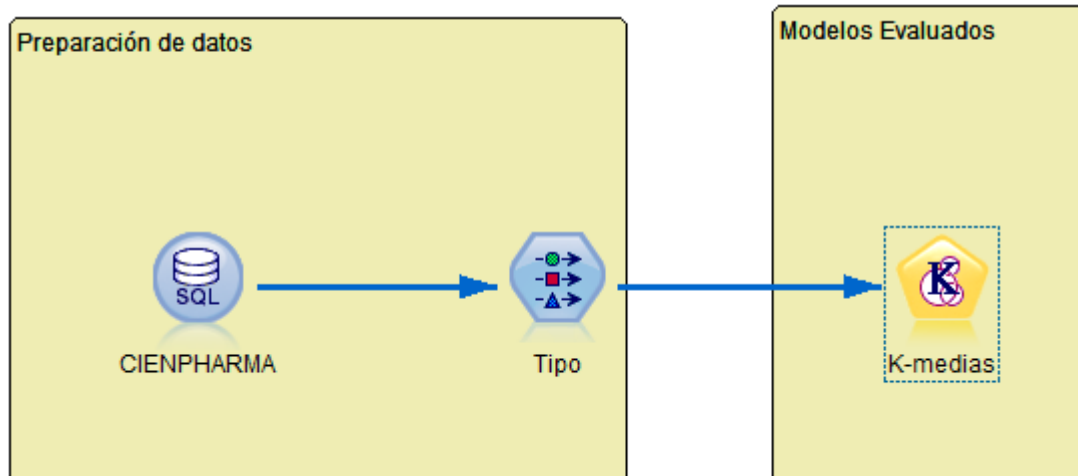 Preparación de datos
Modelos Evaluados
SQL
K
CIENPHARMA
Tipo
K-medias